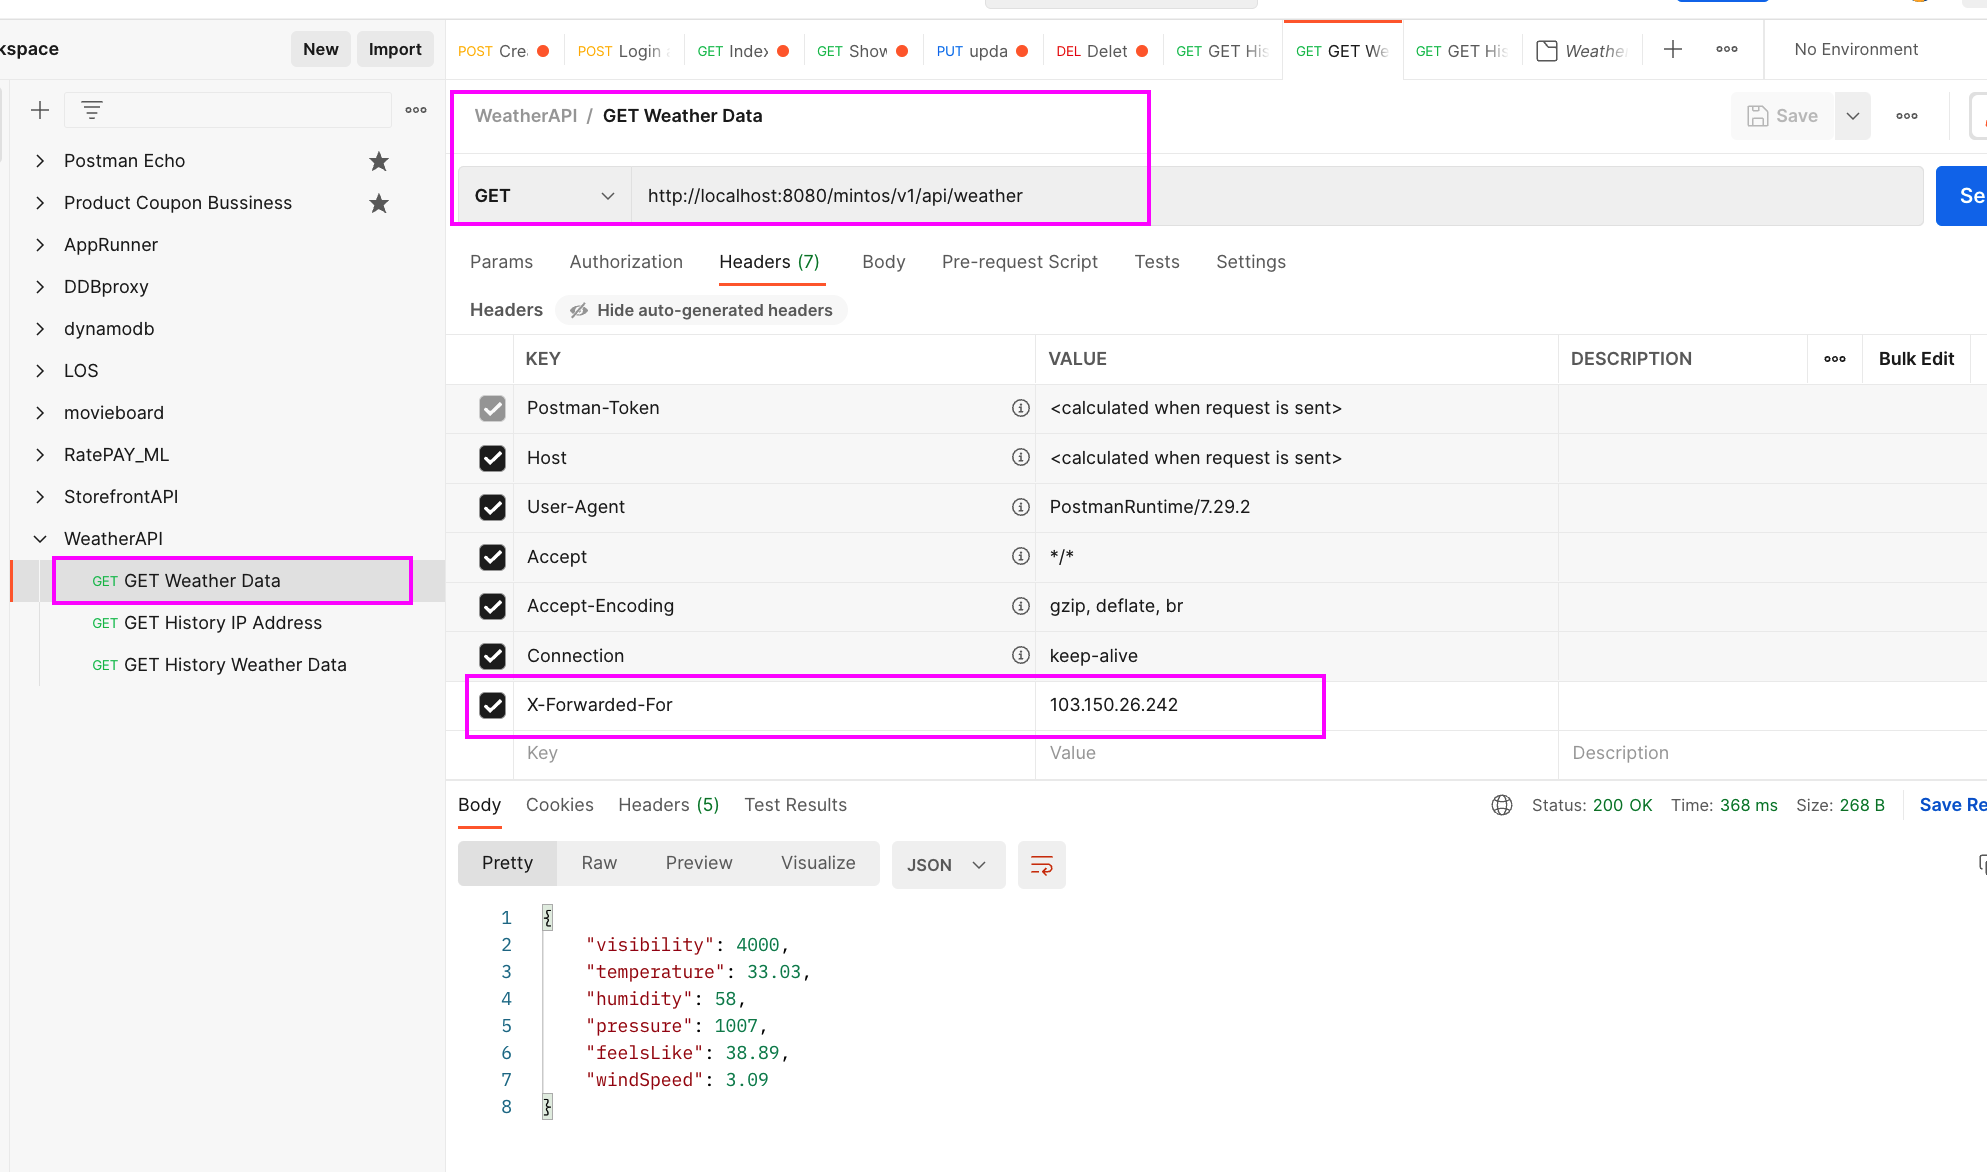 kspace
New
Import
POST Cre
POST Login
GET Index
GET Show
PUT upda
DEL Delet
GET GET His
GET GET We
GET GET His
Weather
No Environment
WeatherAPI / GET Weather Data
Save
GET
http://localhost:8080/mintos/v1/api/weather
Se
Postman Echo
Product Coupon Bussiness
AppRunner
DDBproxy
dynamodb
LOS
movieboard
RatePAY_ML
StorefrontAPI
WeatherAPI
GET GET Weather Data
GET GET History IP Address
GET GET History Weather Data
Params Authorization Headers (7) Body Pre-request Script Tests Settings
Headers Hide auto-generated headers
KEY VALUE DESCRIPTION Bulk Edit
Postman-Token <calculated when request is sent>
Host <calculated when request is sent>
User-Agent PostmanRuntime/7.29.2
Accept */*
Accept-Encoding gzip, deflate, br
Connection keep-alive
X-Forwarded-For 103.150.26.242
Key Value Description
Body Cookies Headers (5) Test Results Status: 200 OK Time: 368 ms Size: 268 B Save Re
Pretty Raw Preview Visualize JSON
1 {
2 "visibility": 4000,
3 "temperature": 33.03,
4 "humidity": 58,
5 "pressure": 1007,
6 "feelsLike": 38.89,
7 "windSpeed": 3.09
8 }